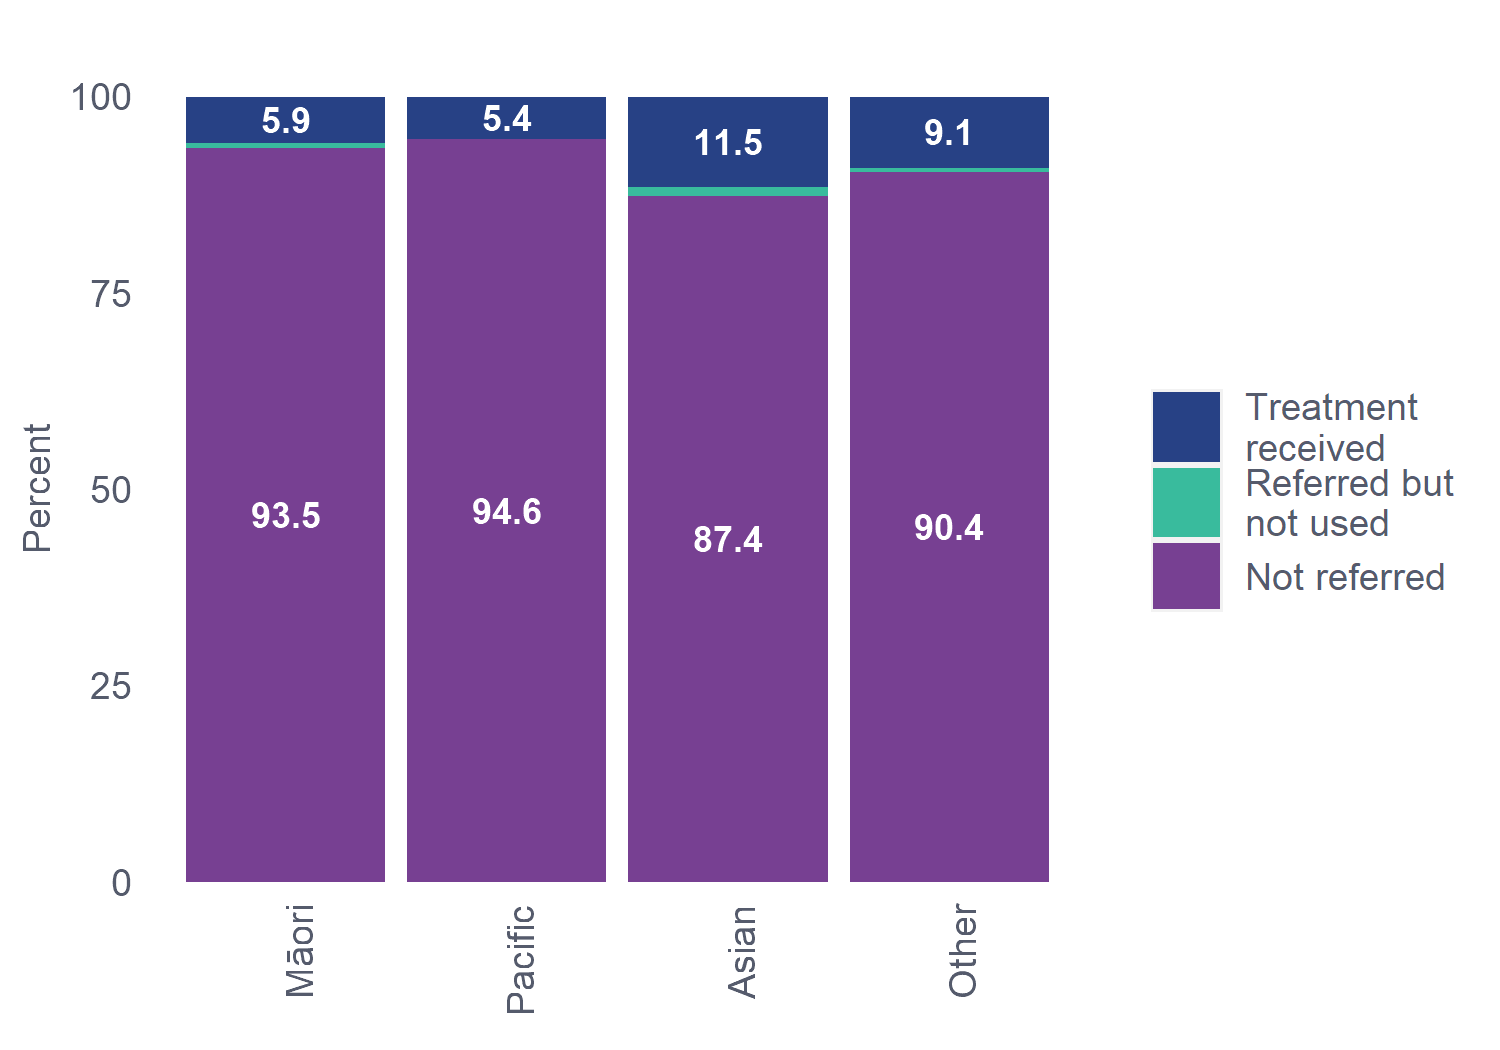 100
75
50
25
0
Percent
5.9
5.4
11.5
9.1
93.5
94.6
87.4
90.4
Māori
Pacific
Asian
Other
Treatment
received
Referred but
not used
Not referred